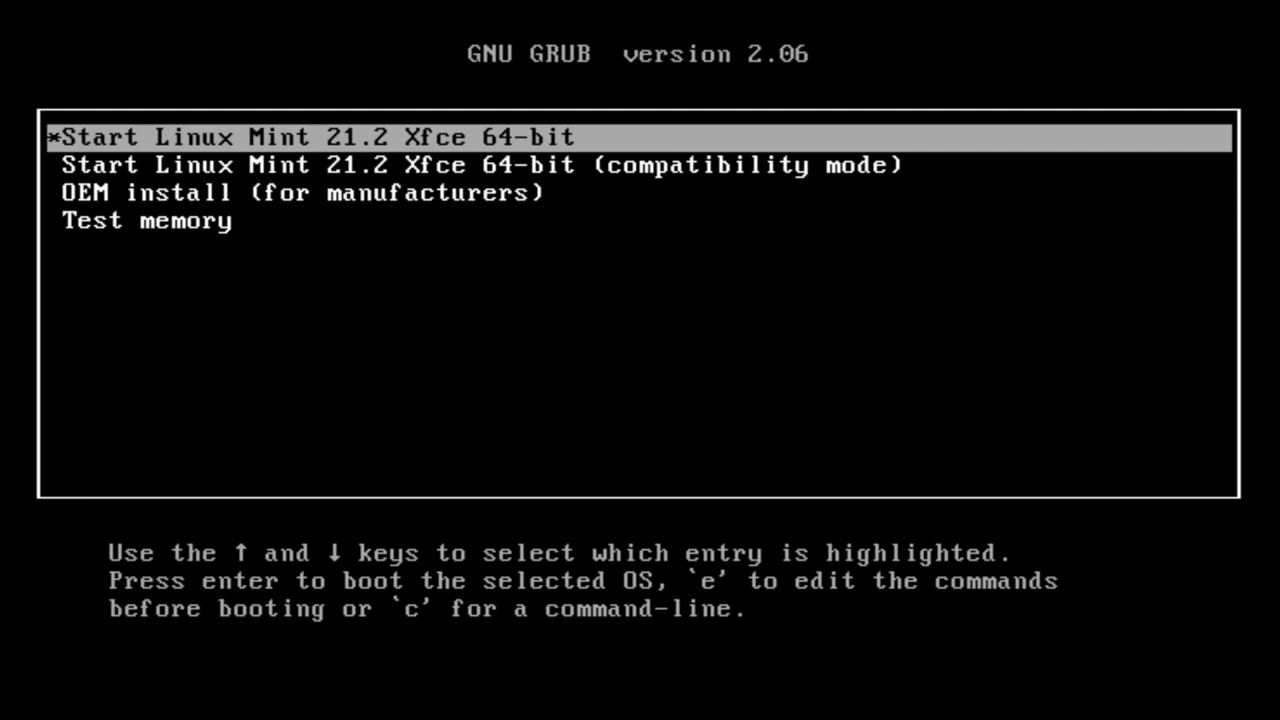 GNU GRUB  version 2.06
*Start Linux Mint 21.2 Xfce 64-bit
Start Linux Mint 21.2 Xfce 64-bit (compatibility mode)
OEM install (for manufacturers)
Test memory
Use the ↑ and ↓ keys to select which entry is highlighted.
Press enter to boot the selected OS, `e' to edit the commands
before booting or `c' for a command-line.